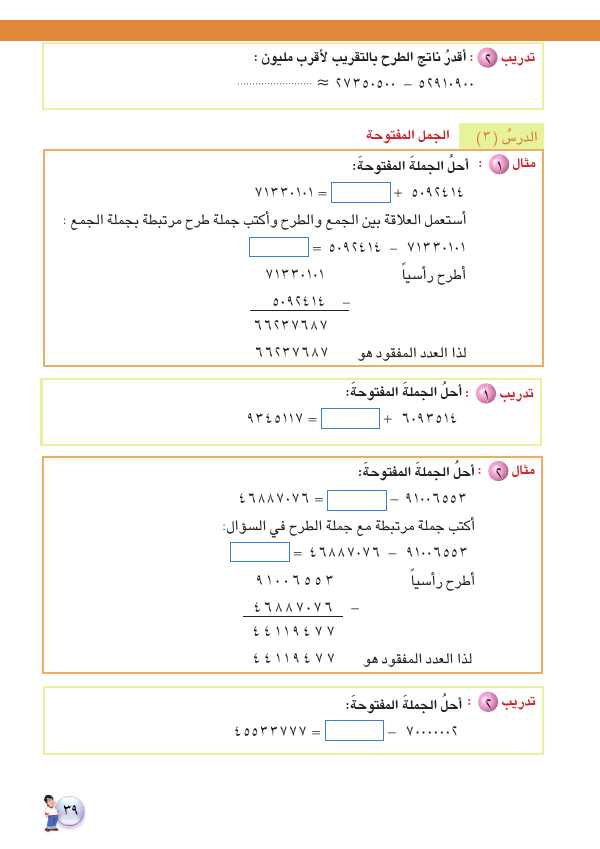 تدريب ٢ : أقدرُ ناتج الطرح بالتقريب لأقرب مليون :
٥٢٩١٠٩٠٠ − ٢٧٣٥٠٥٠٠ ≈ .........................
الدرسُ (٣) الجمل المفتوحة
مثال ١ : أحلُ الجملةَ المفتوحةَ:
٥٠٩٢٤١٤ + = ٧١٣٣٠١٠١
أستعمل العلاقة بين الجمع والطرح وأكتب جملة طرح مرتبطة بجملة الجمع :
٧١٣٣٠١٠١ − ٥٠٩٢٤١٤ =
أطرح رأسياً ٧١٣٣٠١٠١
− ٥٠٩٢٤١٤
٦٦٢٣٧٦٨٧
لذا العدد المفقود هو ٦٦٢٣٧٦٨٧
تدريب ١ : أحلُ الجملةَ المفتوحةَ:
٦٠٩٣٥١٤ + = ٩٣٤٥١١٧
مثال ٢ : أحلُ الجملةَ المفتوحةَ:
٩١٠٠٦٥٥٣ − = ٤٦٨٨٧٠٧٦
أكتب جملة مرتبطة مع جملة الطرح في السؤال:
٩١٠٠٦٥٥٣ − ٤٦٨٨٧٠٧٦ =
أطرح رأسياً ٩١٠٠٦٥٥٣
− ٤٦٨٨٧٠٧٦
٤٤١١٩٤٧٧
لذا العدد المفقود هو ٤٤١١٩٤٧٧
تدريب ٢ : أحلُ الجملةَ المفتوحةَ:
٧٠٠٠٠٠٠٢ − = ٤٥٥٣٣٧٧٧
٣٩